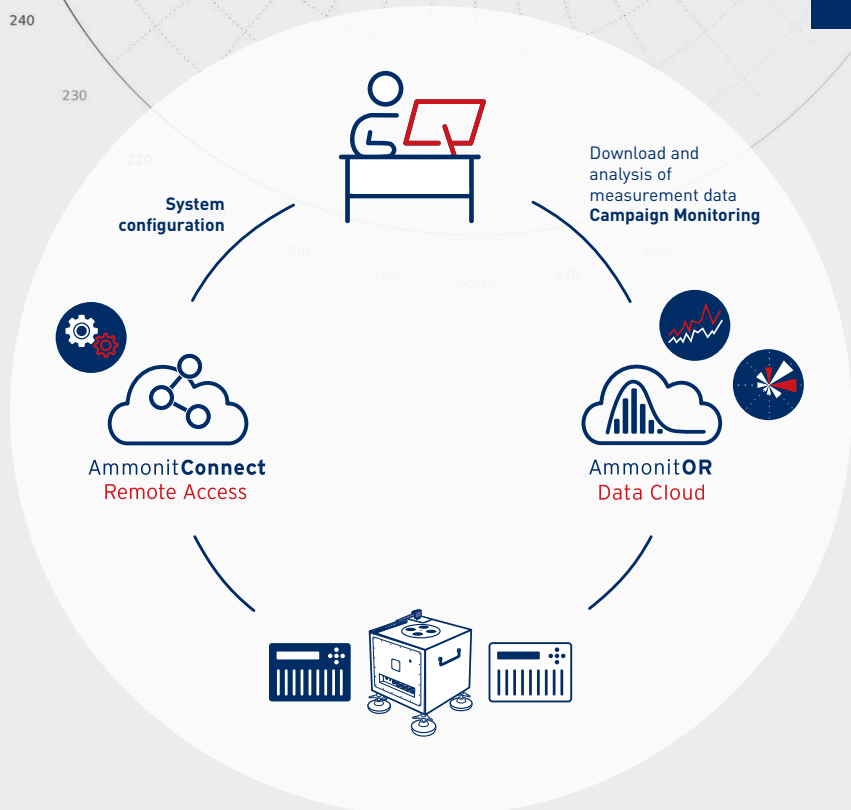 240
230
220
200
190
South
170
160
System
configuration
Download and
analysis of
measurement data
Campaign Monitoring
AmmonitConnect
Remote Access
AmmonitOR
Data Cloud